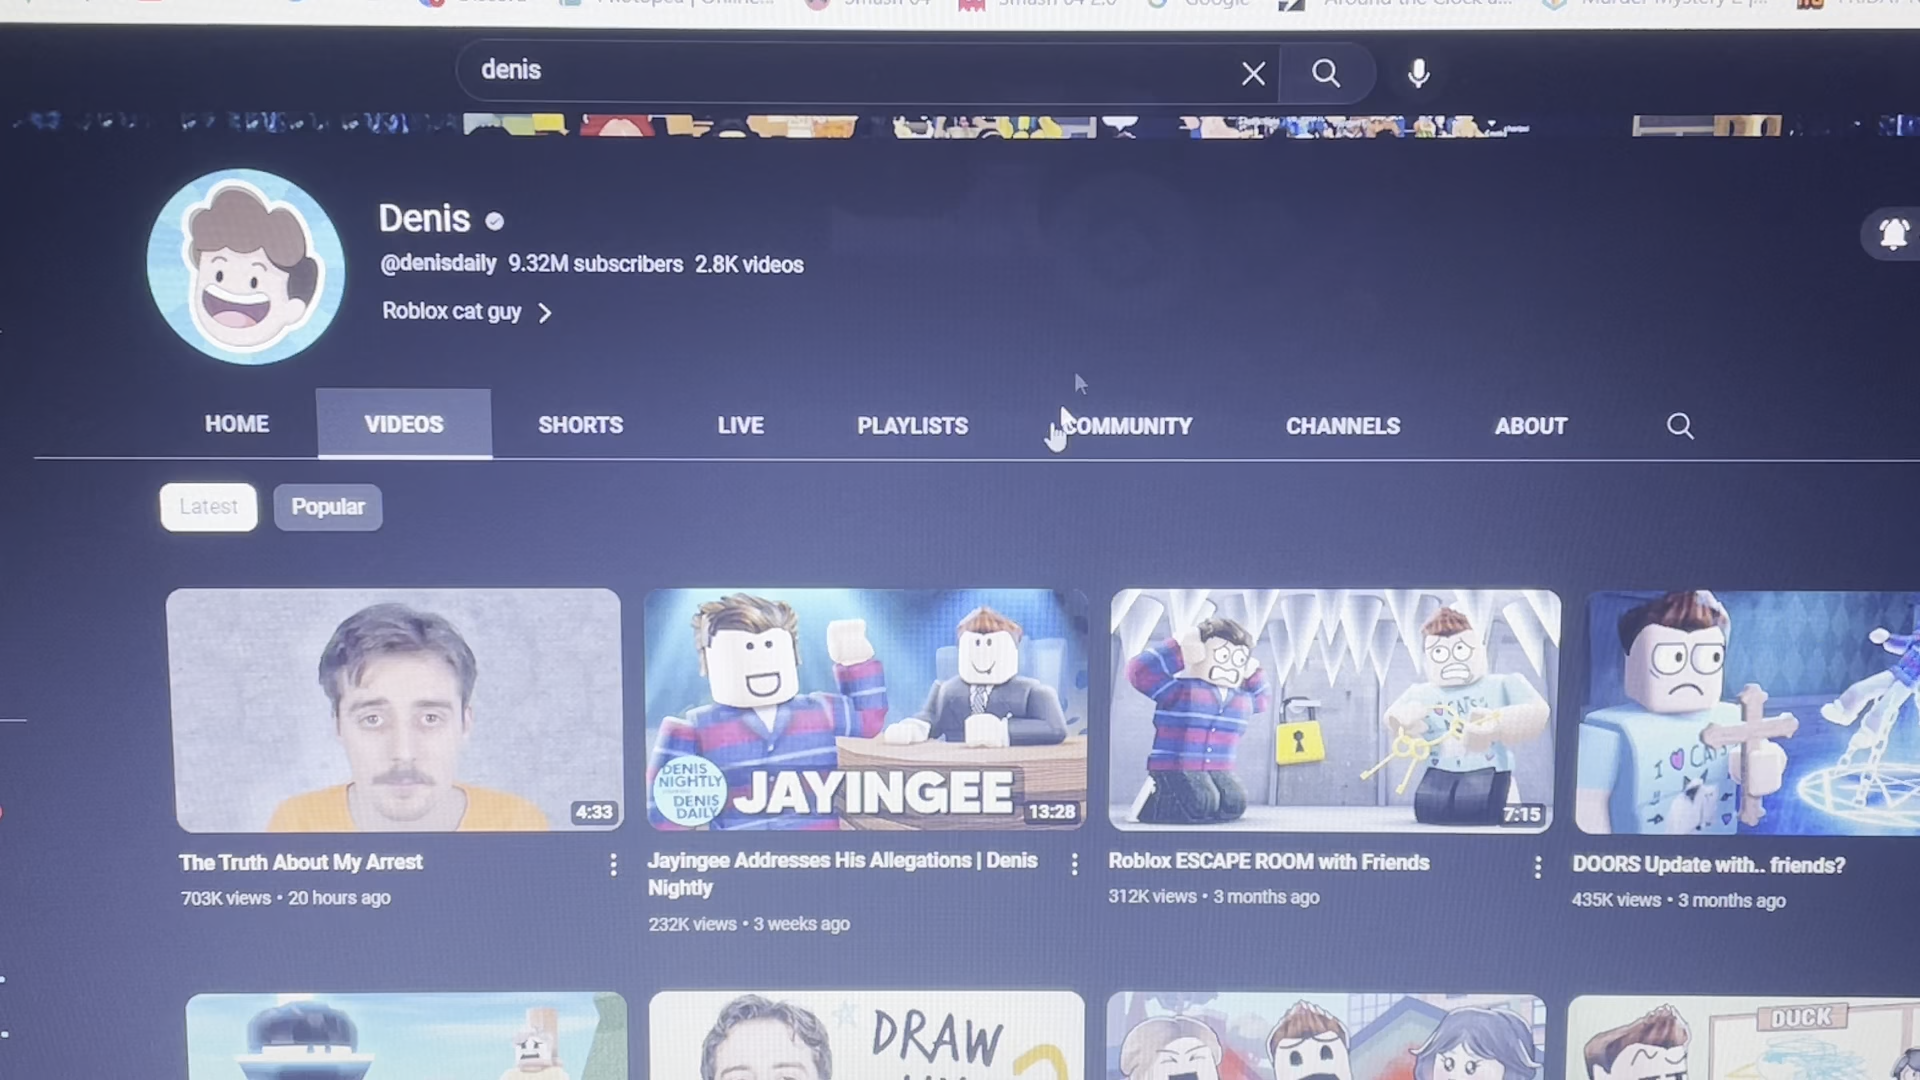 denis
Denis
@denisdaily 9.32M subscribers 2.8K videos
Roblox cat guy
HOME VIDEOS SHORTS LIVE PLAYLISTS COMMUNITY CHANNELS ABOUT
Latest Popular
DENIS
NIGHTLY
DENIS
DAILY
JAYINGEE
I
CATS
4:33
13:28
7:15
The Truth About My Arrest
703K views • 20 hours ago
Jayingee Addresses His Allegations | Denis
Nightly
232K views • 3 weeks ago
Roblox ESCAPE ROOM with Friends
312K views • 3 months ago
DOORS Update with.. friends?
435K views • 3 months ago
DRAW
DUCK